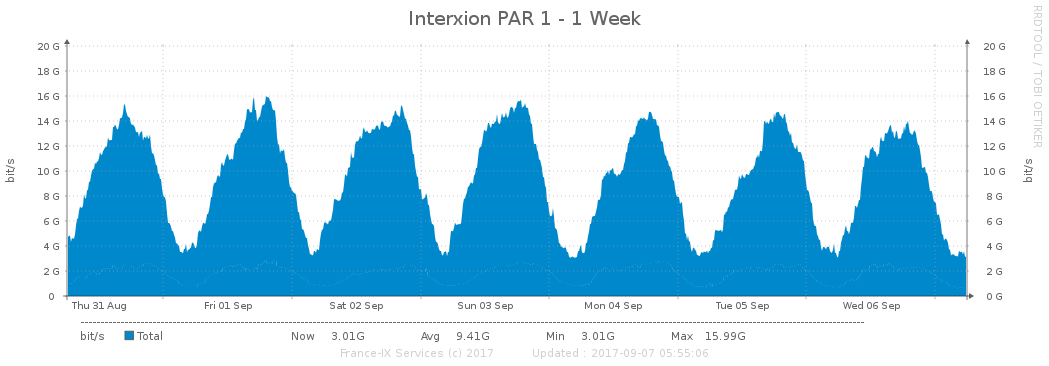 Interxion PAR 1 - 1 Week
RRDTOOL / TOBI OETIKER
20 G 20 G
18 G 18 G
16 G 16 G
14 G 14 G
12 G 12 G
10 G 10 G
8 G 8 G
6 G 6 G
4 G 4 G
2 G 2 G
0 0 G
bit/s
bit/s
Thu 31 Aug Fri 01 Sep Sat 02 Sep Sun 03 Sep Mon 04 Sep Tue 05 Sep Wed 06 Sep
bit/s Total Now 3.01G Avg 9.41G Min 3.01G Max 15.99G
France-IX Services (c) 2017 Updated : 2017-09-07 05:55:06